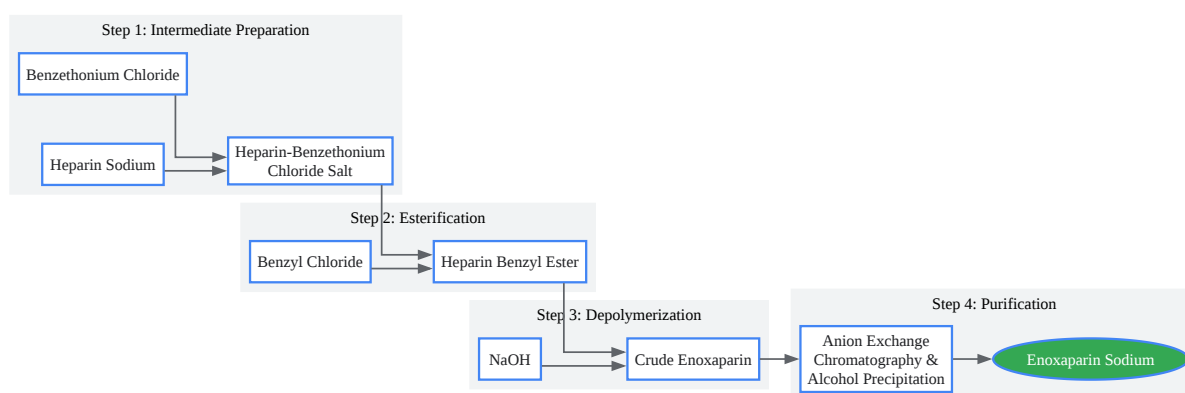 Step 1: Intermediate Preparation
Benzethonium Chloride
Heparin Sodium
Heparin-Benzethonium
Chloride Salt
Step 2: Esterification
Benzyl Chloride
Heparin Benzyl Ester
Step 3: Depolymerization
NaOH
Crude Enoxaparin
Step 4: Purification
Anion Exchange
Chromatography &
Alcohol Precipitation
Enoxaparin Sodium